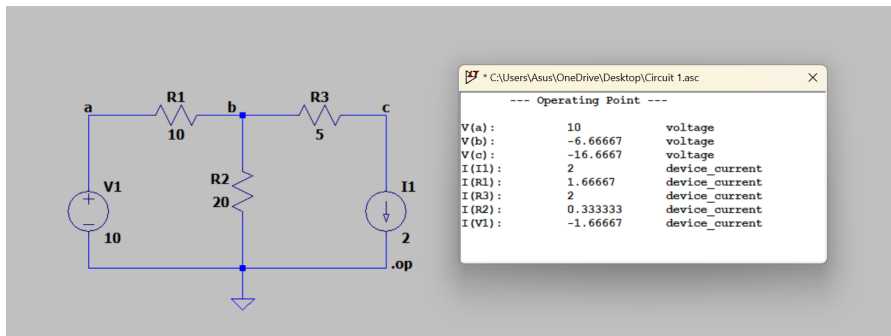 R1
R3
a
b
c
10
5
V1
R2
I1
20
10
2
.op
* C:\Users\Asus\OneDrive\Desktop\Circuit 1.asc
--- Operating Point ---
V(a): 10 voltage
V(b): -6.66667 voltage
V(c): -16.6667 voltage
I(I1): 2 device_current
I(R1): 1.66667 device_current
I(R3): 2 device_current
I(R2): 0.333333 device_current
I(V1): -1.66667 device_current